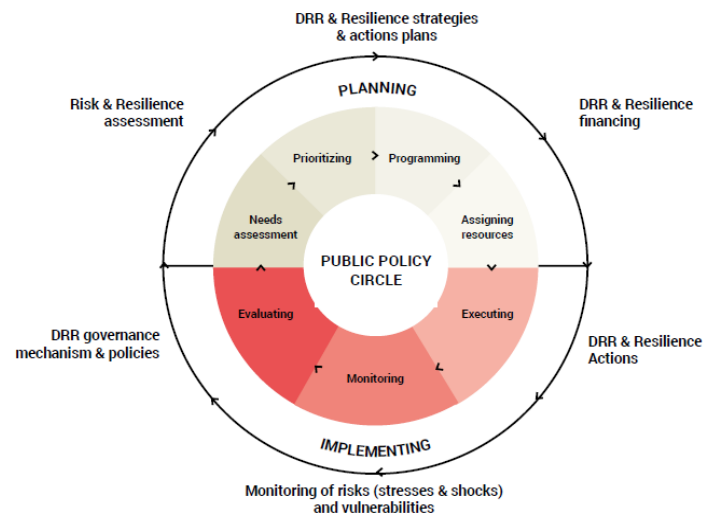 DRR & Resilience strategies
& actions plans
PLANNING
Risk & Resilience
assessment
DRR & Resilience
financing
Prioritizing
Programming
Needs
assessment
Assigning
resources
PUBLIC POLICY
CIRCLE
Evaluating
Executing
DRR governance
mechanism & policies
DRR & Resilience
Actions
Monitoring
IMPLEMENTING
Monitoring of risks (stresses & shocks)
and vulnerabilities